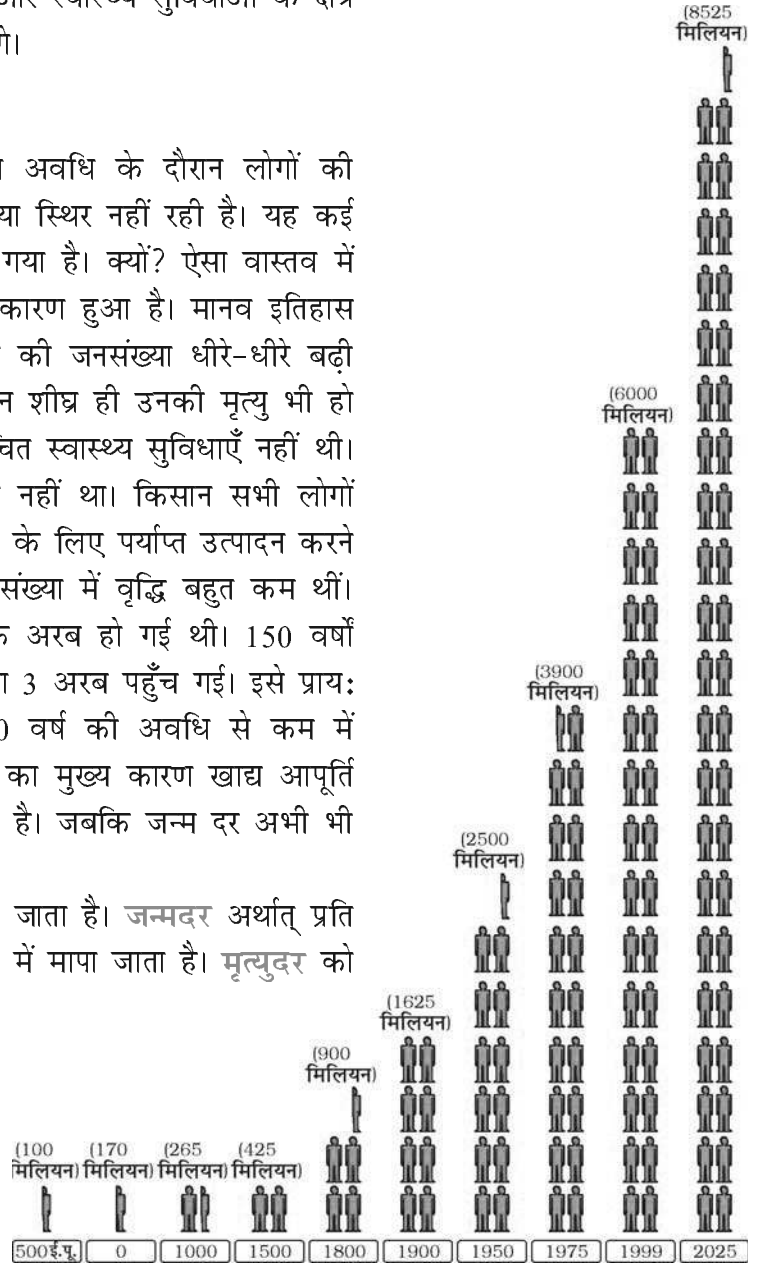 स्वास्थ्य सुविधाओं के
गे।
अवधि के दौरान लोगों की
या स्थिर नहीं रही है। यह कई
गया है। क्यों? ऐसा वास्तव में
कारण हुआ है। मानव इतिहास
की जनसंख्या धीरे-धीरे बढ़ी
न शीघ्र ही उनकी मृत्यु भी हो
चित स्वास्थ्य सुविधाएँ नहीं थी।
नहीं था। किसान सभी लोगों
के लिए पर्याप्त उत्पादन करने
संख्या में वृद्धि बहुत कम थीं।
क अरब हो गई थी। 150 वर्षों
या 3 अरब पहुँच गई। इसे प्राय:
0 वर्ष की अवधि से कम में
का मुख्य कारण खाद्य आपूर्ति
है। जबकि जन्म दर अभी भी
जाता है। जन्मदर अर्थात् प्रति
में मापा जाता है। मृत्युदर को
(8525
मिलियन)
(6000
मिलियन)
(3900
मिलियन)
(2500
मिलियन)
(1625
मिलियन)
(900
मिलियन)
(100 (170 (265 (425
मिलियन) मिलियन) मिलियन) मिलियन)
500ई.पू. 0 1000 1500 1800 1900 1950 1975 1999 2025